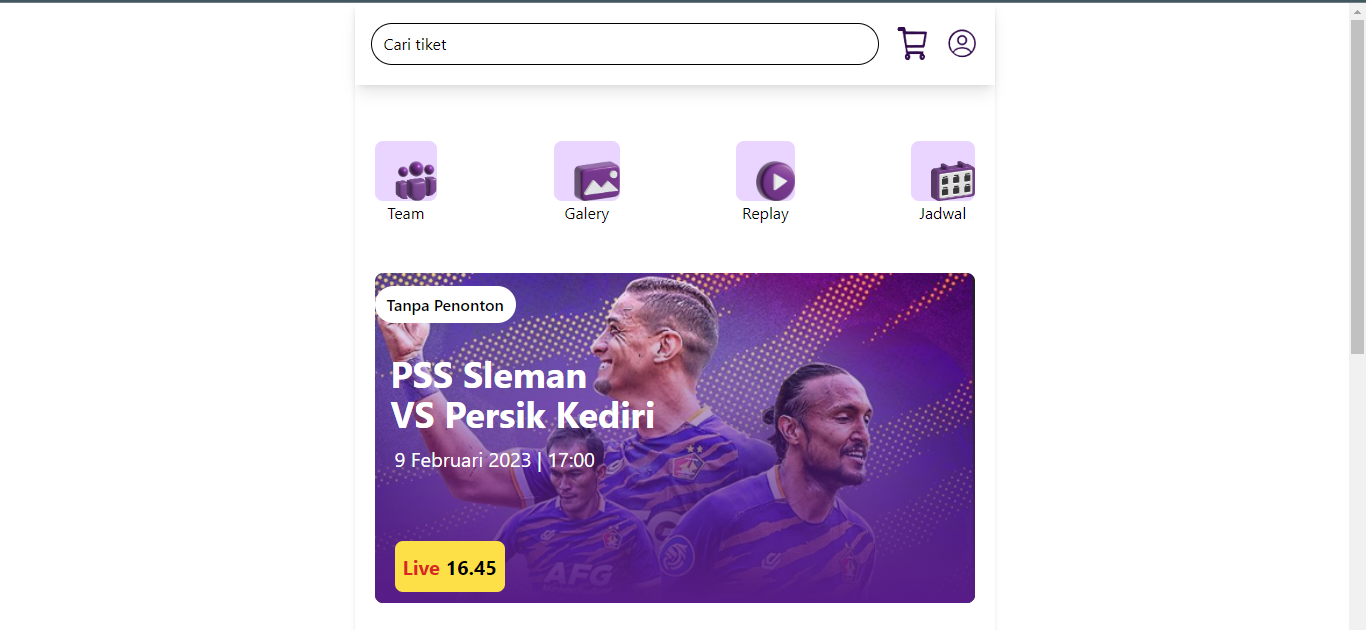 Cari tiket
Team
Galery
Replay
Jadwal
Tanpa Penonton
PSS Sleman
VS Persik Kediri
9 Februari 2023 | 17:00
AFG
Live 16.45